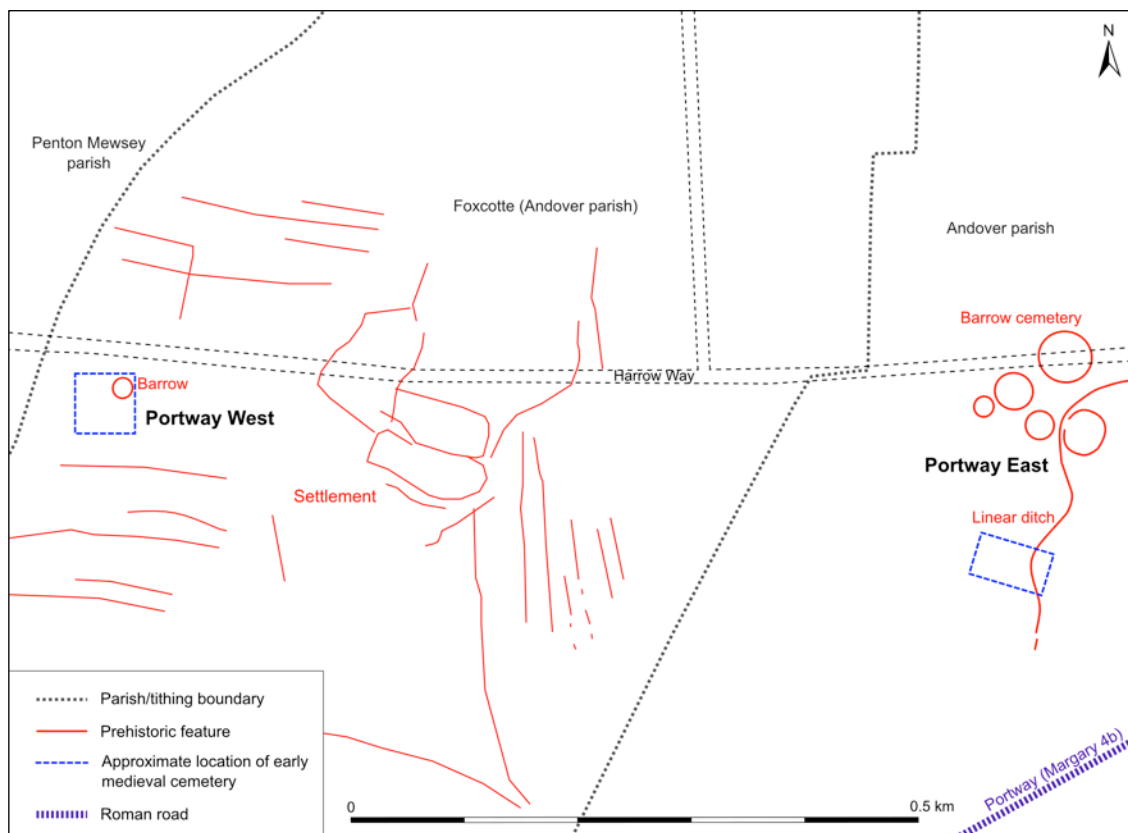 N
Penton Mewsey
parish
Foxcotte (Andover parish)
Andover parish
Barrow cemetery
Harrow Way
Barrow
Portway West
Portway East
Settlement
Linear ditch
Parish/tithing boundary
Prehistoric feature
Approximate location of early
medieval cemetery
Roman road
0
0.5 km
Portway (Margary 4b)